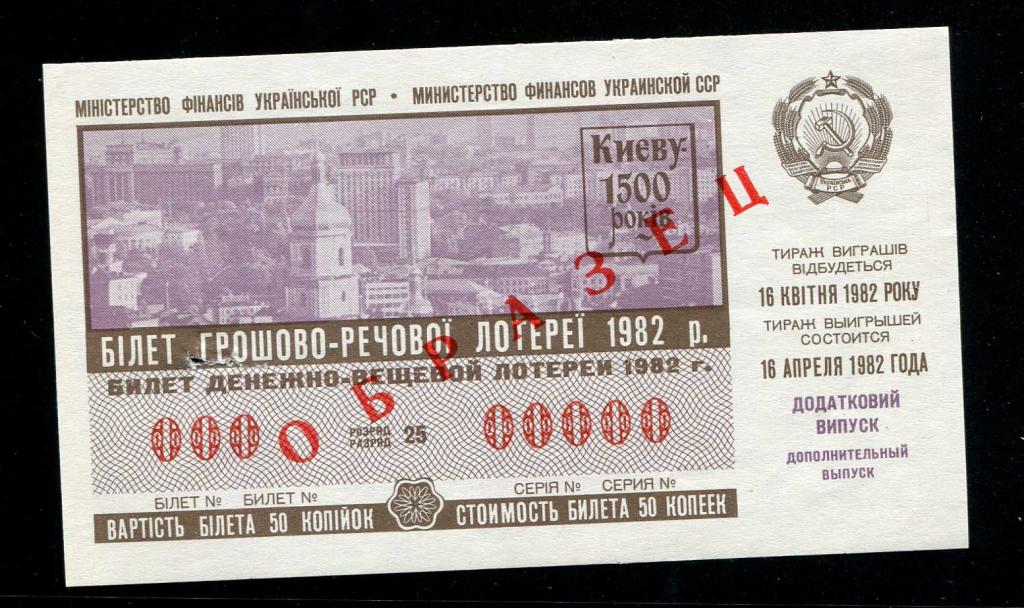 МІНІСТЕРСТВО ФІНАНСІВ УКРАЇНСЬКОЇ РСР • МИНИСТЕРСТВО ФИНАНСОВ УКРАИНСКОЙ ССР
Києву-
1500
років
УКРАЇНСЬКА
РСР
ОБРАЗЕЦ
БІЛЕТ ГРОШОВО-РЕЧОВОЇ ЛОТЕРЕЇ 1982 р.
БИЛЕТ ДЕНЕЖНО-ВЕЩЕВОЙ ЛОТЕРЕИ 1982 г.
000
РОЗРЯД
РАЗРЯД 25
00000
БІЛЕТ № БИЛЕТ №
СЕРІЯ № СЕРИЯ №
ВАРТІСТЬ БІЛЕТА 50 КОПІЙОК
СТОИМОСТЬ БИЛЕТА 50 КОПЕЕК
ТИРАЖ ВИГРАШІВ
ВІДБУДЕТЬСЯ
16 КВІТНЯ 1982 РОКУ
ТИРАЖ ВЫИГРЫШЕЙ
СОСТОИТСЯ
16 АПРЕЛЯ 1982 ГОДА
ДОДАТКОВИЙ
ВИПУСК
ДОПОЛНИТЕЛЬНЫЙ
ВЫПУСК